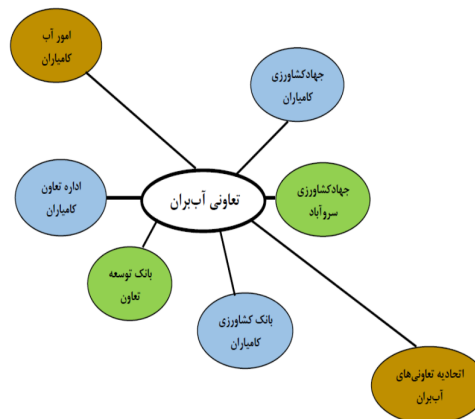 امور آب
کامیاران
جهادکشاورزی
کامیاران
اداره تعاون
کامیاران
تعاونی آب‌بران
جهادکشاورزی
سروآباد
بانک توسعه
تعاون
بانک کشاورزی
کامیاران
اتحادیه تعاونی‌های
آب‌بران